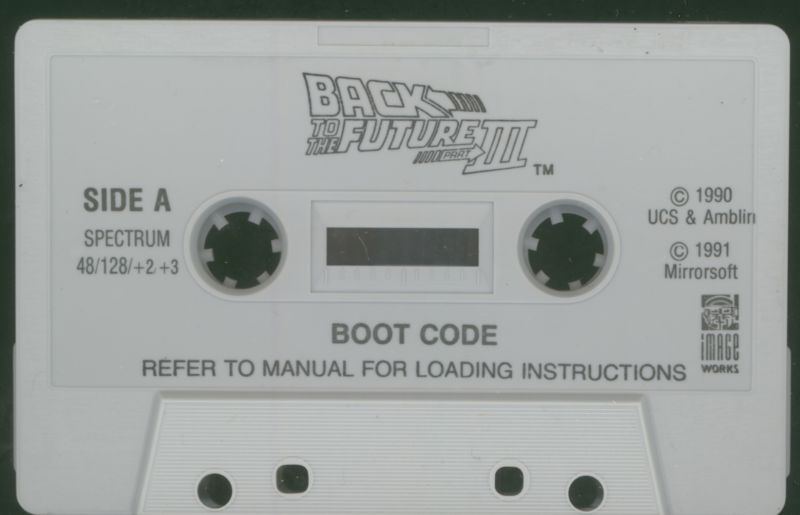 BACK
TO THE FUTURE
PART III
TM
SIDE A
SPECTRUM
48/128/+2 +3
© 1990
UCS & Amblin
© 1991
Mirrorsoft
BOOT CODE
REFER TO MANUAL FOR LOADING INSTRUCTIONS
IMAGE
WORKS